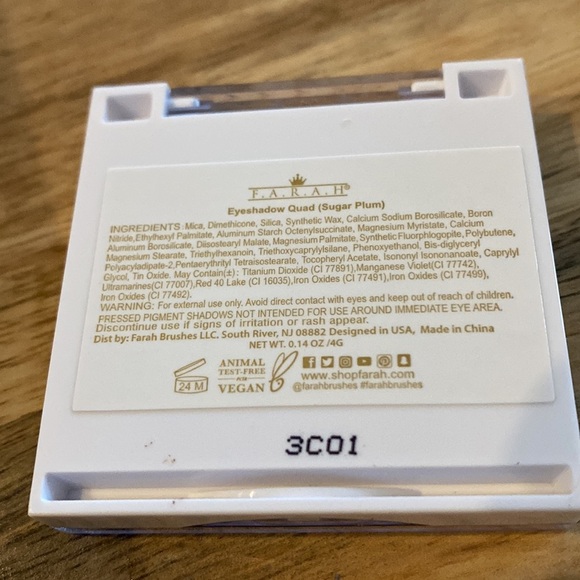 F.A.R.A.H®
Eyeshadow Quad (Sugar Plum)
INGREDIENTS: Mica, Dimethicone, Silica, Synthetic Wax, Calcium Sodium Borosilicate, Boron
Nitride,Ethylhexyl Palmitate, Aluminum Starch Octenylsuccinate, Magnesium Myristate, Calcium
Aluminum Borosilicate, Diisostearyl Malate, Magnesium Palmitate, Synthetic Fluorphlogopite, Polybutene,
Magnesium Stearate, Triethylhexanoin, Triethoxycaprylylsilane, Phenoxyethanol, Bis-diglyceryl
Polyacyladipate-2,Pentaerythrityl Tetraisostearate, Tocopheryl Acetate, Isononyl Isononanoate, Caprylyl
Glycol, Tin Oxide. May Contain(±): Titanium Dioxide (CI 77891),Manganese Violet(CI 77742),
Ultramarines(CI 77007),Red 40 Lake (CI 16035),Iron Oxides (CI 77491),Iron Oxides (CI 77499),
Iron Oxides (CI 77492).
WARNING: For external use only. Avoid direct contact with eyes and keep out of reach of children.
PRESSED PIGMENT SHADOWS NOT INTENDED FOR USE AROUND IMMEDIATE EYE AREA.
Discontinue use if signs of irritation or rash appear.
Dist by: Farah Brushes LLC. South River, NJ 08882 Designed in USA, Made in China
NET WT. 0.14 OZ /4G
24 M
ANIMAL
TEST-FREE
VEGAN
www.shopfarah.com
@farahbrushes #farahbrushes
3C01